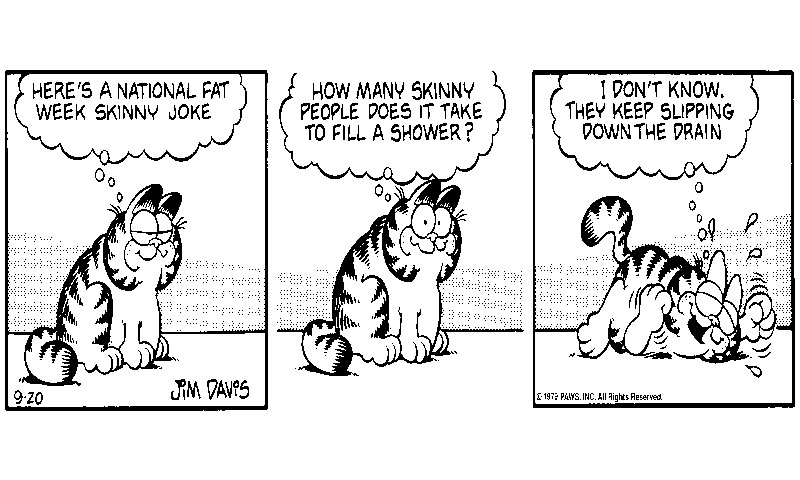 HERE'S A NATIONAL FAT
WEEK SKINNY JOKE
9-20
JIM DAVIS
HOW MANY SKINNY
PEOPLE DOES IT TAKE
TO FILL A SHOWER?
I DON'T KNOW.
THEY KEEP SLIPPING
DOWN THE DRAIN
© 1979 PAWS, INC. All Rights Reserved.